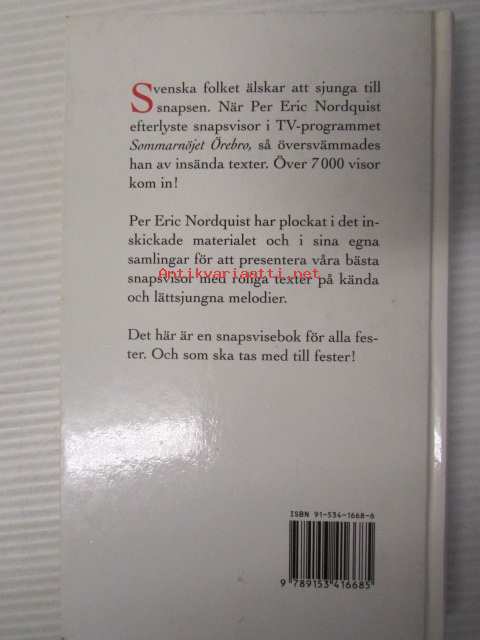 Svenska folket älskar att sjunga till
snapsen. När Per Eric Nordquist
efterlyste snapsvisor i TV-programmet
Sommarnöjet Örebro, så översvämmades
han av insända texter. Över 7 000 visor
kom in!
Per Eric Nordquist har plockat i det in-
skickade materialet och i sina egna
samlingar för att presentera våra bästa
Antikvariaatti.net
snapsvisor med roliga texter på kända
och lättsjungna melodier.
Det här är en snapsvisebok för alla fes-
ter. Och som ska tas med till fester!
ISBN 91-534-1668-6
9 789153 416685